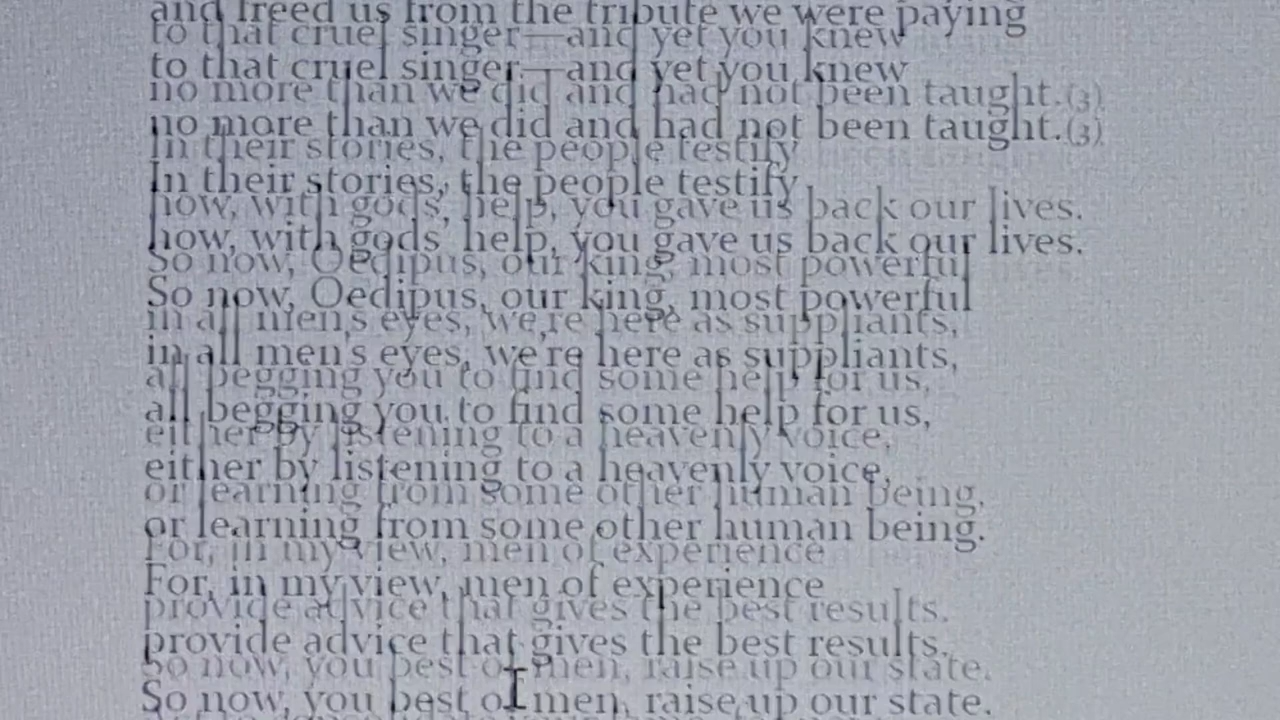 and freed us from the tribute we were paying
to that cruel singer—and yet you knew
no more than we did and had not been taught.(3)
In their stories, the people testify
how, with gods' help, you gave us back our lives.
So now, Oedipus, our king, most powerful
in all men's eyes, we're here as suppliants,
all begging you to find some help for us,
either by listening to a heavenly voice,
or learning from some other human being.
For, in my view, men of experience
provide advice that gives the best results.
So now, you best of men, raise up our state.